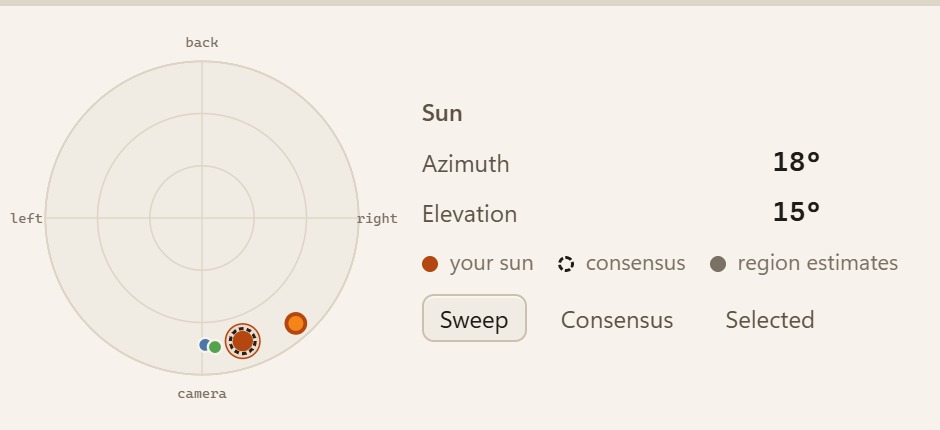 back
left
right
camera
Sun
Azimuth 18°
Elevation 15°
your sun consensus region estimates
Sweep Consensus Selected